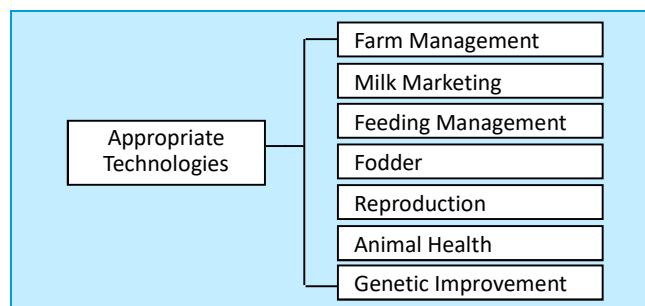 Appropriate
Technologies
Farm Management
Milk Marketing
Feeding Management
Fodder
Reproduction
Animal Health
Genetic Improvement